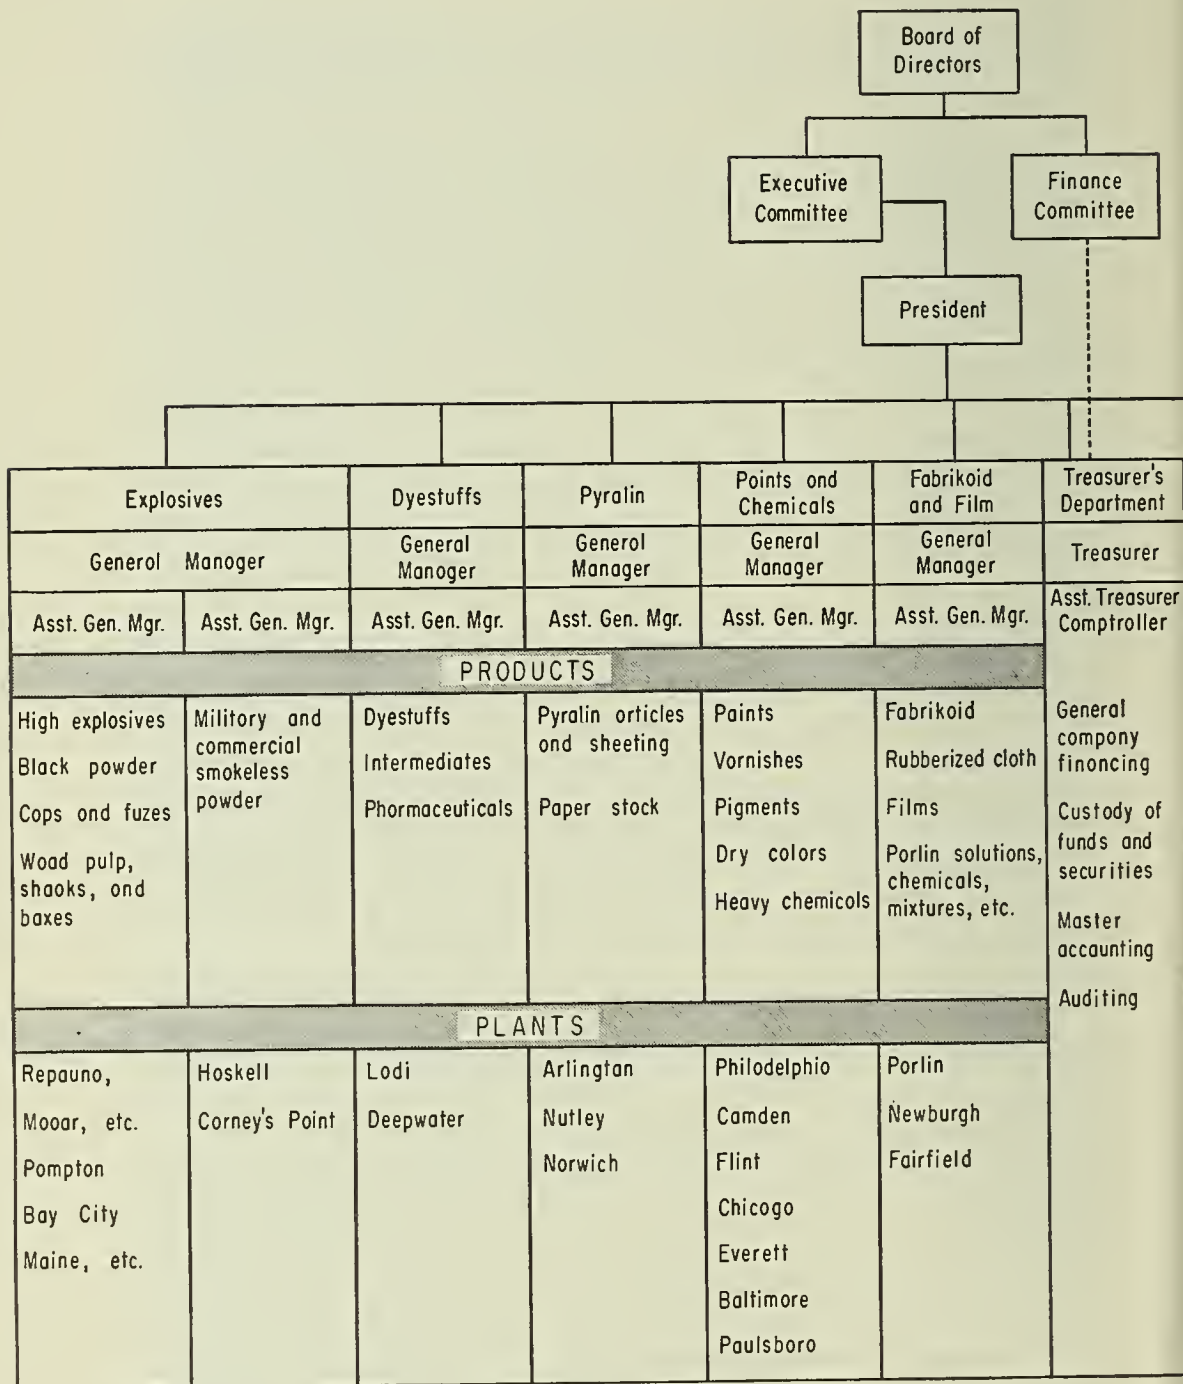 Board of
Directors
Executive
Committee
Finance
Committee
President
Explosives
Dyestuffs
Pyralin
Points ond
Chemicals
Fabrikoid
and Film
Treasurer's
Department
Generol Manoger
General
Manoger
Generol
Manager
General
Manager
General
Manager
Treasurer
Asst. Gen. Mgr.
Asst. Gen. Mgr.
Asst. Gen. Mgr.
Asst. Gen. Mgr.
Asst. Gen. Mgr.
Asst. Gen. Mgr.
Asst. Treasurer
Comptroller
PRODUCTS
High explosives
Black powder
Cops ond fuzes
Woad pulp,
shaoks, ond
baxes
Militory and
commercial
smokeless
powder
Dyestuffs
Intermediates
Phormaceuticals
Pyralin orticles
ond sheeting
Paper stock
Paints
Vornishes
Pigments
Dry colors
Heavy chemicols
Fabrikoid
Rubberized cloth
Films
Porlin solutions,
chemicals,
mixtures, etc.
General
compony
finoncing
Custody of
funds and
securities
Master
accaunting
Auditing
PLANTS
Repauno,
Mooar, etc.
Pompton
Bay City
Maine, etc.
Hoskell
Corney's Point
Lodi
Deepwater
Arlingtan
Nutley
Norwich
Philodelphio
Camden
Flint
Chicogo
Everett
Baltimore
Paulsboro
Porlin
Newburgh
Fairfield